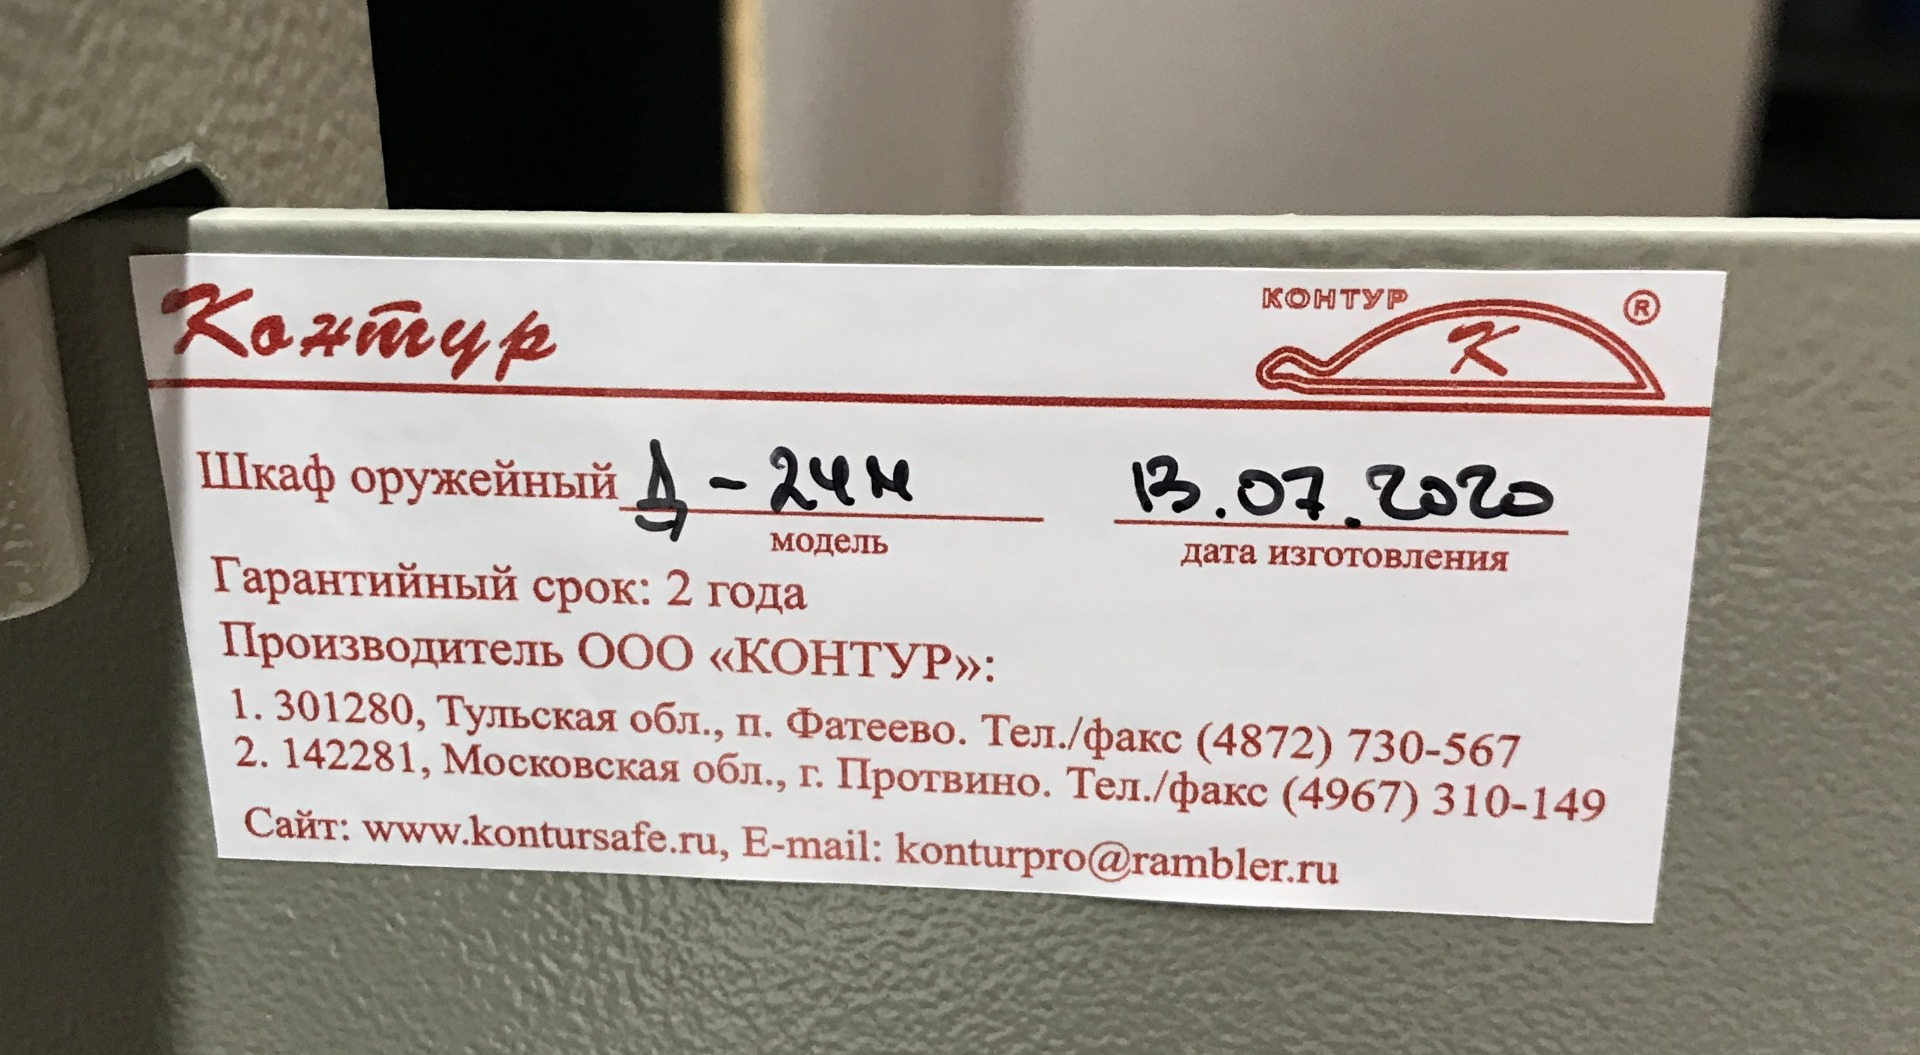 Контур
КОНТУР
К
®
Шкаф оружейный Д-24м 13.07.2020
модель дата изготовления
Гарантийный срок: 2 года
Производитель ООО «КОНТУР»:
1. 301280, Тульская обл., п. Фатеево. Тел./факс (4872) 730-567
2. 142281, Московская обл., г. Протвино. Тел./факс (4967) 310-149
Сайт: www.kontursafe.ru, E-mail: konturpro@rambler.ru